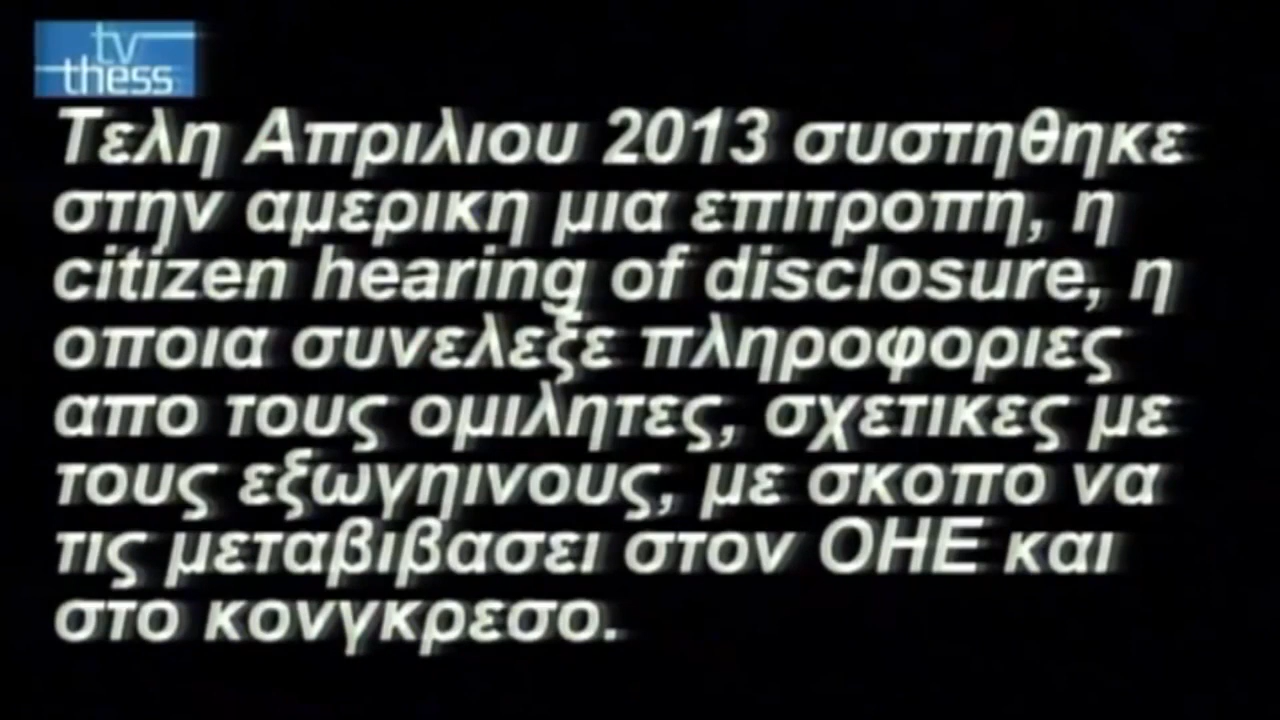 tv
thess
Τελη Απριλιου 2013 συστηθηκε
στην αμερικη μια επιτροπη, η
citizen hearing of disclosure, η
οποια συνελεξε πληροφοριες
απο τους ομιλητες, σχετικες με
τους εξωγηινους, με σκοπο να
τις μεταβιβασει στον ΟΗΕ και
στο κονγκρεσο.